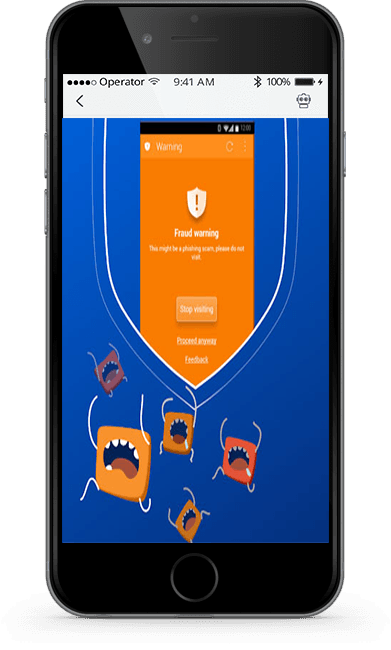 Operator 9:41 AM 100%
12:00
Warning
!
Fraud warning
This might be a phishing scam, please do not
visit.
Stop visiting
Proceed anyway
Feedback